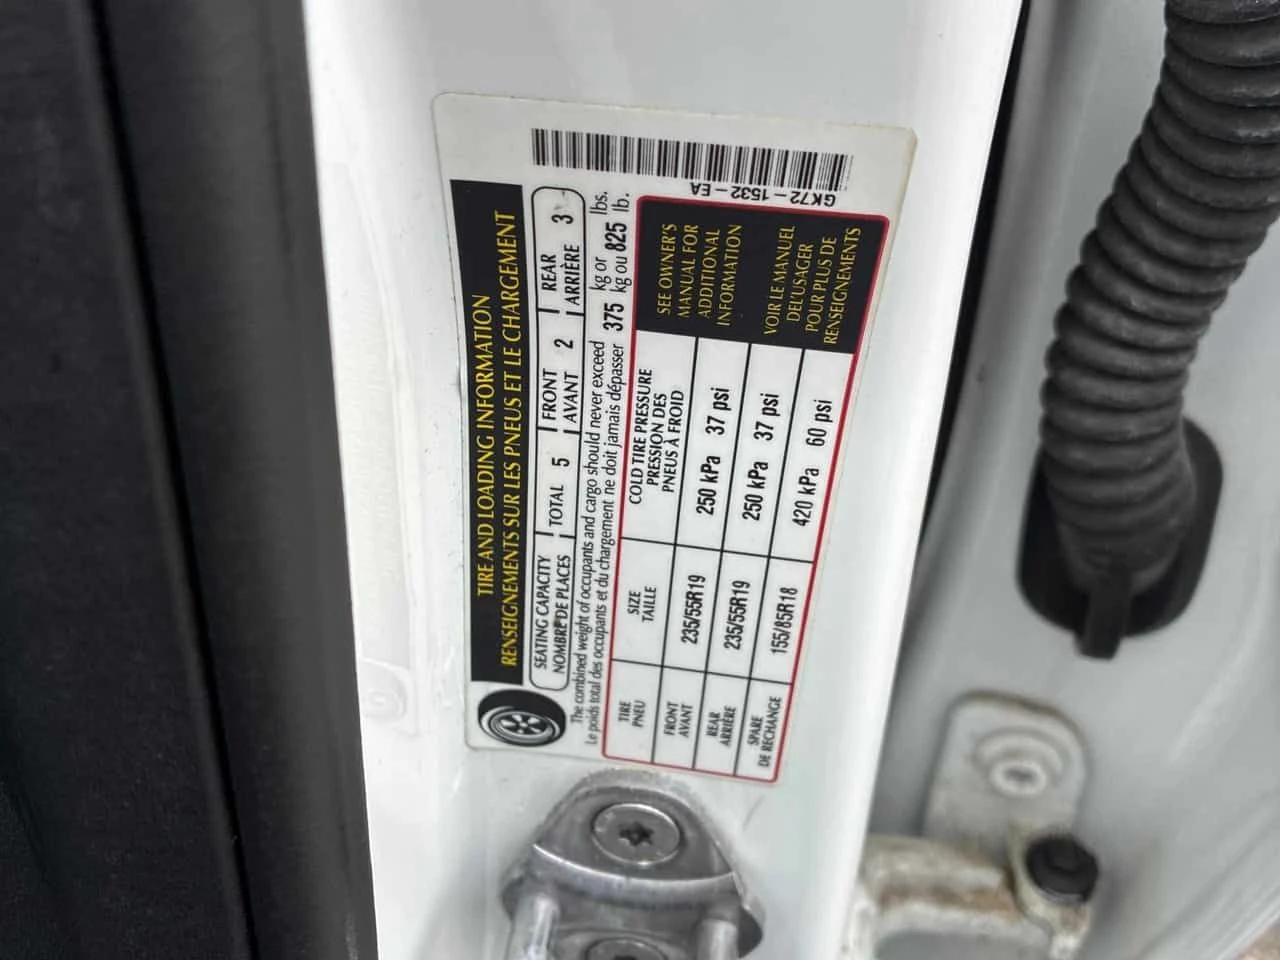 GK72-1532-EA
TIRE AND LOADING INFORMATION
RENSEIGNEMENTS SUR LES PNEUS ET LE CHARGEMENT
SEATING CAPACITY
NOMBRE DE PLACES
TOTAL 5
FRONT
AVANT 2
REAR
ARRIÈRE 3
The combined weight of occupants and cargo should never exceed 375 kg or 825 lbs.
Le poids total des occupants et du chargement ne doit jamais dépasser 375 kg ou 825 lb.
TIRE
PNEU
SIZE
TAILLE
COLD TIRE PRESSURE
PRESSION DES
PNEUS À FROID
FRONT
AVANT
235/55R19
250 kPa 37 psi
REAR
ARRIÈRE
235/55R19
250 kPa 37 psi
SPARE
DE RECHANGE
155/85R18
420 kPa 60 psi
SEE OWNER'S
MANUAL FOR
ADDITIONAL
INFORMATION
VOIR LE MANUEL
DEL'USAGER
POUR PLUS DE
RENSEIGNEMENTS